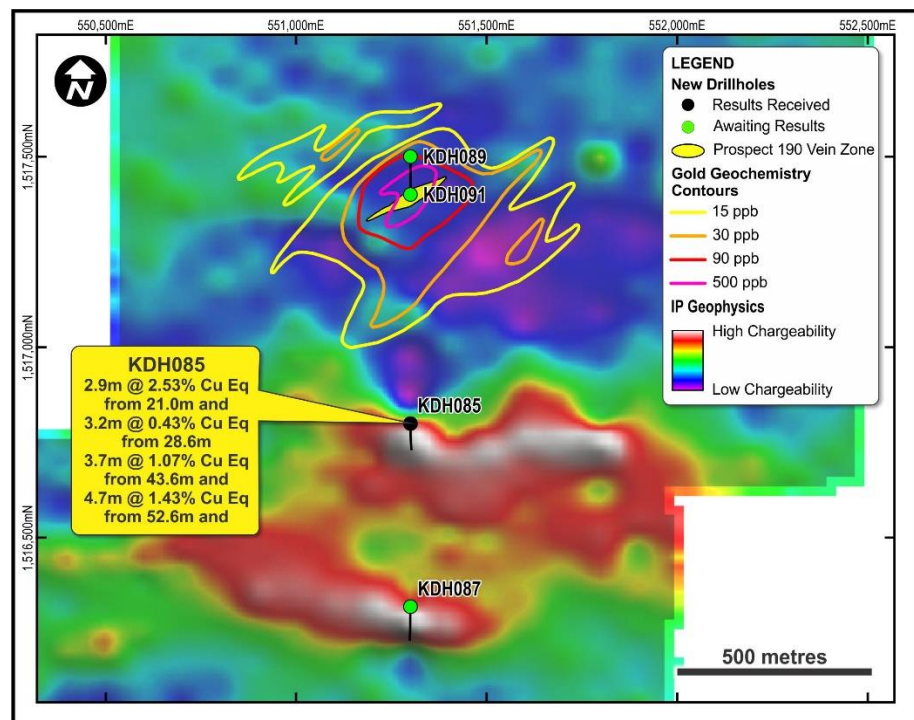 550,500mE
551,000mE
551,500mE
552,000mE
552,500mE
1,517,500mN
1,517,000mN
1,516,500mN
N
LEGEND
New Drillholes
Results Received
Awaiting Results
Prospect 190 Vein Zone
Gold Geochemistry
Contours
15 ppb
30 ppb
90 ppb
500 ppb
IP Geophysics
High Chargeability
Low Chargeability
KDH089
KDH091
KDH085
2.9m @ 2.53% Cu Eq
from 21.0m and
3.2m @ 0.43% Cu Eq
from 28.6m
3.7m @ 1.07% Cu Eq
from 43.6m and
4.7m @ 1.43% Cu Eq
from 52.6m and
KDH085
KDH087
500 metres